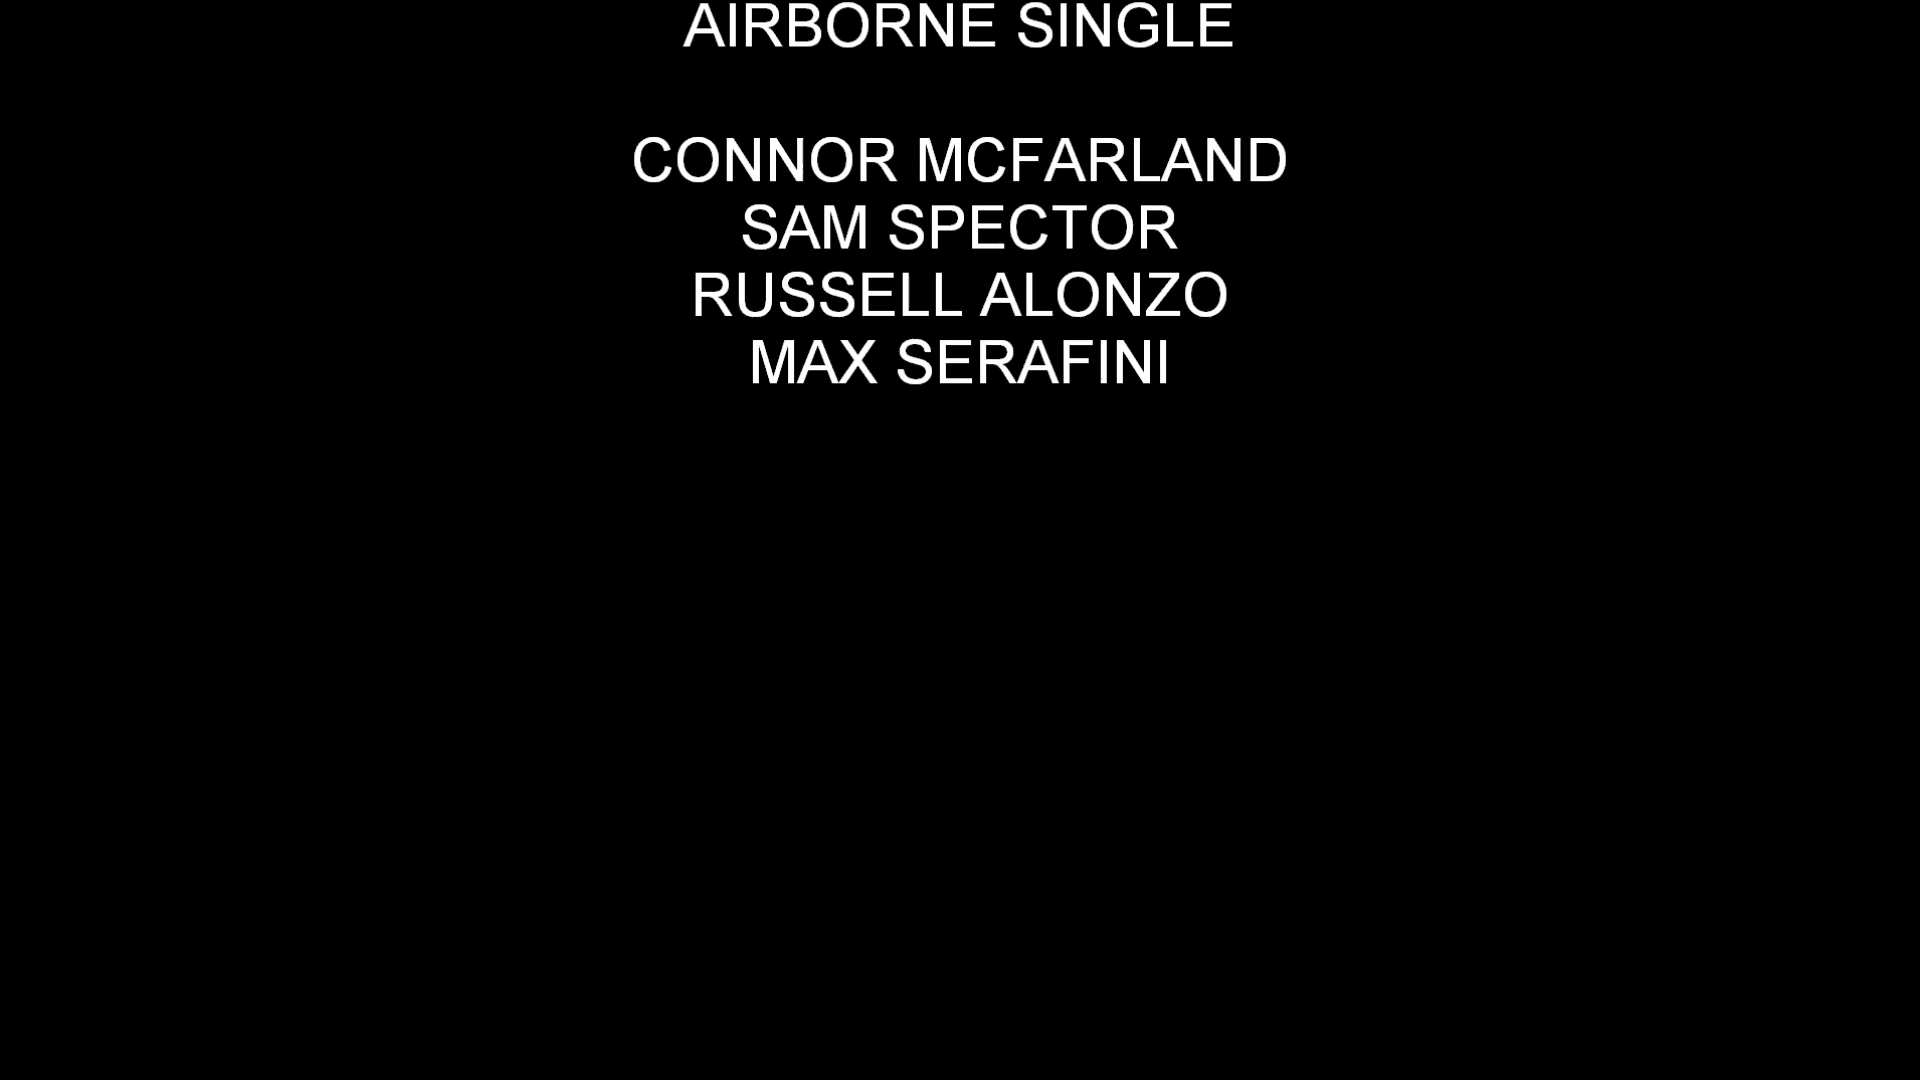 AIRBORNE SINGLE
CONNOR MCFARLAND
SAM SPECTOR
RUSSELL ALONZO
MAX SERAFINI